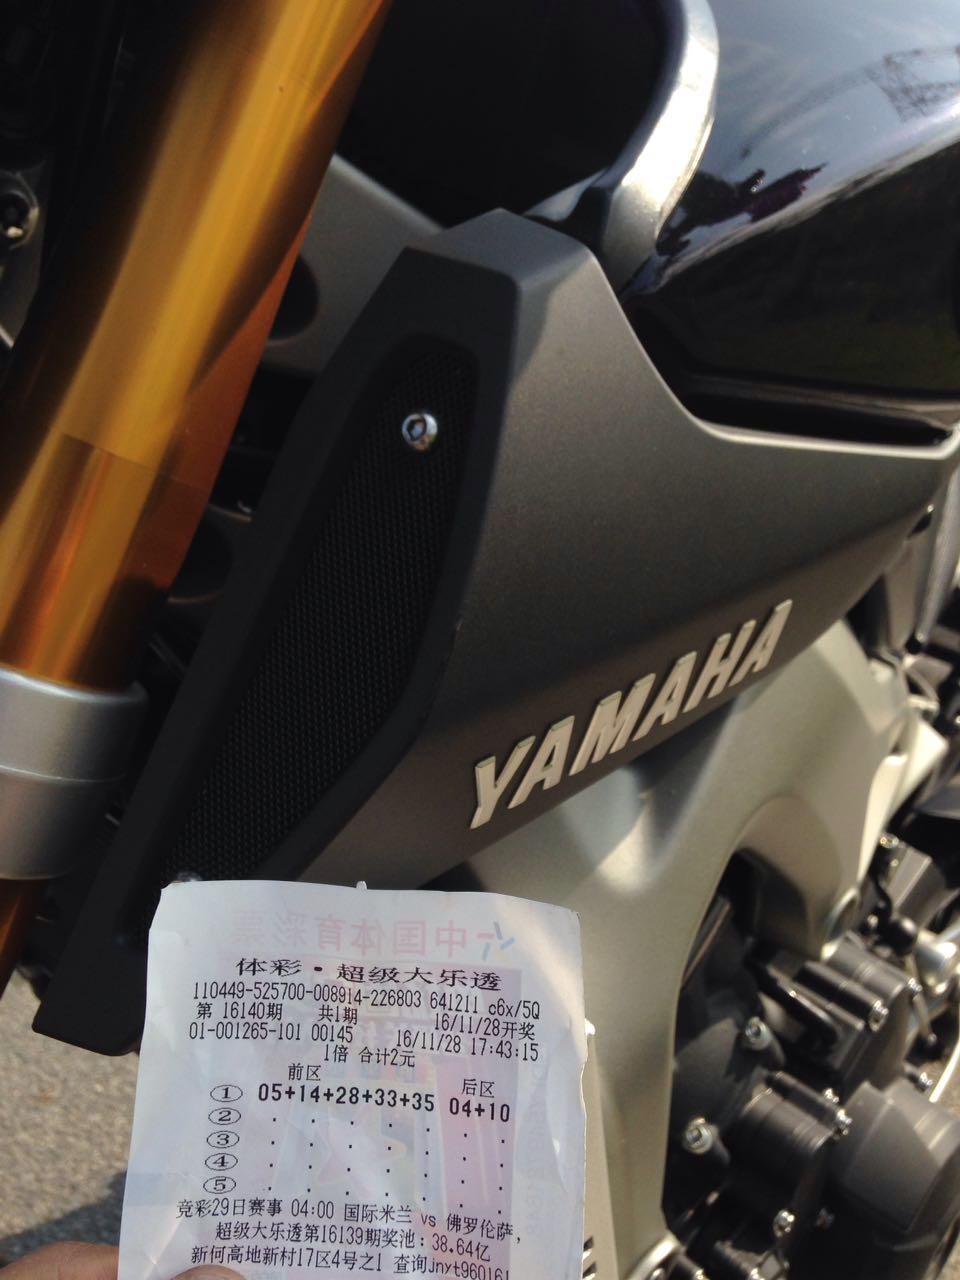 YAMAHA
中国体育彩票
体彩·超级大乐透
110449-525700-008914-226803 641211 c6x/5Q
第 16140期 共1期 16/11/28开奖
01-001265-101 00145 16/11/28 17:43:15
1倍 合计2元
前区 后区
① 05+14+28+33+35 04+10
②
③
④
⑤
竞彩29日赛事 04:00 国际米兰 vs 佛罗伦萨,
超级大乐透第16139期奖池:38.64亿
新何高地新村17区4号之1 查询jnyt960161